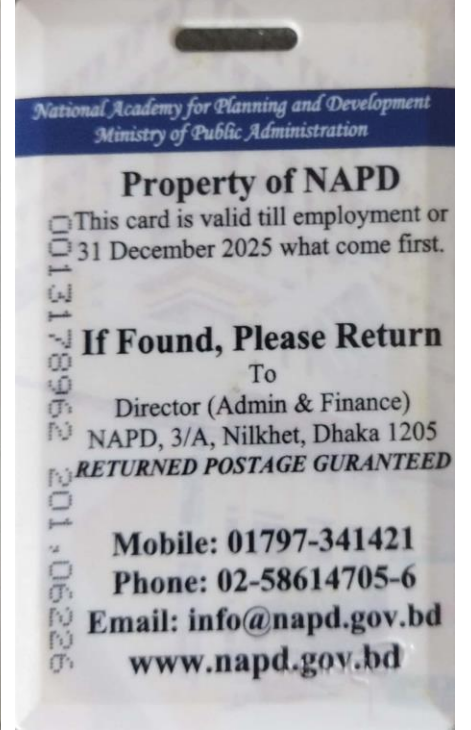 National Academy for Planning and Development
Ministry of Public Administration
Property of NAPD
This card is valid till employment or
31 December 2025 what come first.
If Found, Please Return
To
Director (Admin & Finance)
NAPD, 3/A, Nilkhet, Dhaka 1205
RETURNED POSTAGE GURANTEED
Mobile: 01797-341421
Phone: 02-58614705-6
Email: info@napd.gov.bd
www.napd.gov.bd
0013178962 201,06226